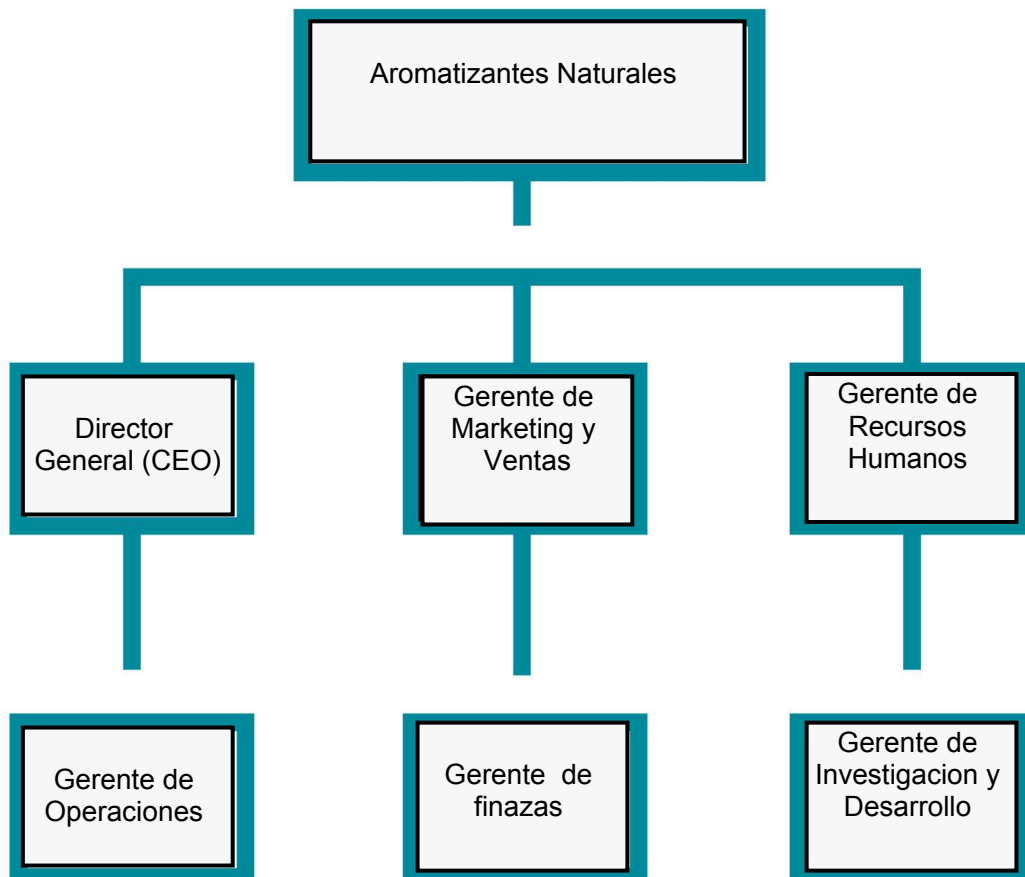 Aromatizantes Naturales
Director
General (CEO)
Gerente de
Marketing y
Ventas
Gerente de
Recursos
Humanos
Gerente de
Operaciones
Gerente de
finazas
Gerente de
Investigacion y
Desarrollo